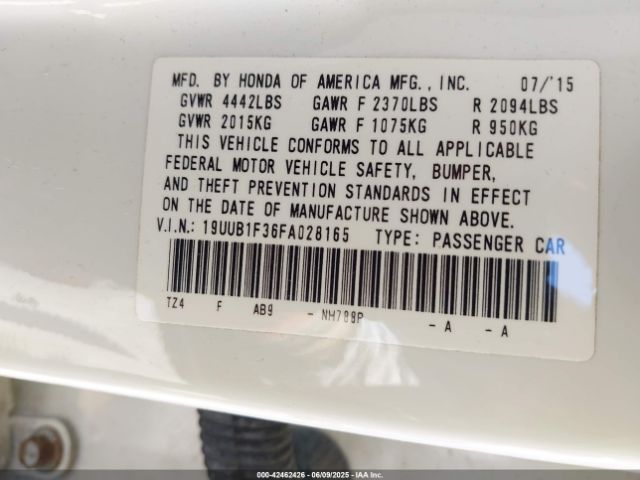 MFD. BY HONDA OF AMERICA MFG., INC. 07/'15
GVWR 4442LBS GAWR F 2370LBS R 2094LBS
GVWR 2015KG GAWR F 1075KG R 950KG
THIS VEHICLE CONFORMS TO ALL APPLICABLE
FEDERAL MOTOR VEHICLE SAFETY, BUMPER,
AND THEFT PREVENTION STANDARDS IN EFFECT
ON THE DATE OF MANUFACTURE SHOWN ABOVE.
V.I.N.: 19UUB1F36FA028165 TYPE: PASSENGER CAR
TZ4 F AB9 - NH788P - A - A
000-42462426 - 06/09/2025 - IAA Inc.